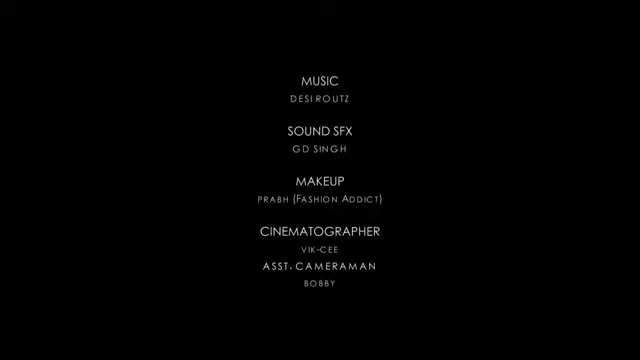 MUSIC
DESI ROUTZ
SOUND SFX
GD SINGH
MAKEUP
PRABH (FASHION ADDICT)
CINEMATOGRAPHER
VIK-CEE
ASST. CAMERAMAN
BOBBY